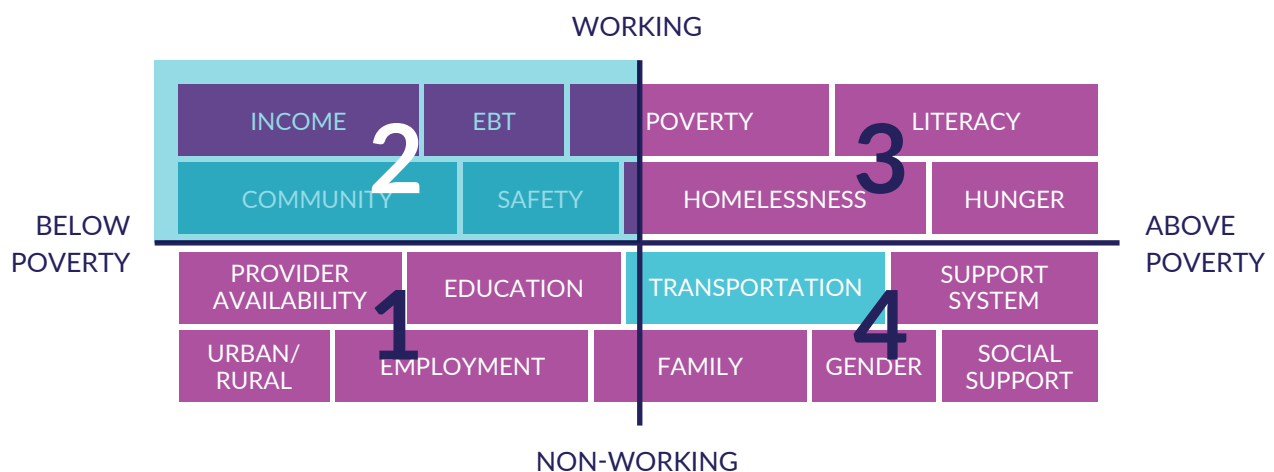 WORKING
INCOME
EBT
POVERTY
LITERACY
2
3
COMMUNITY
SAFETY
HOMELESSNESS
HUNGER
BELOW
POVERTY
ABOVE
POVERTY
PROVIDER
AVAILABILITY
EDUCATION
TRANSPORTATION
SUPPORT
SYSTEM
1
4
URBAN/
RURAL
EMPLOYMENT
FAMILY
GENDER
SOCIAL
SUPPORT
NON-WORKING